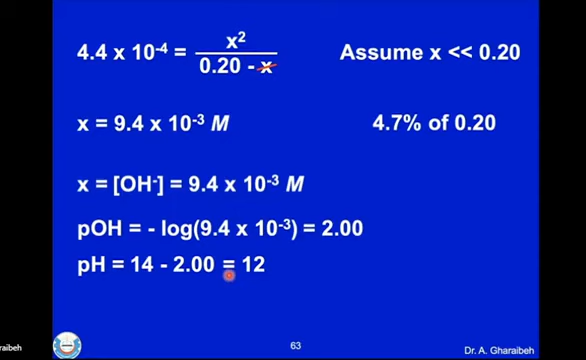 4.4 x 10⁻⁴ = x² / 0.20 - x Assume x << 0.20
x = 9.4 x 10⁻³ M 4.7% of 0.20
x = [OH⁻] = 9.4 x 10⁻³ M
pOH = - log(9.4 x 10⁻³) = 2.00
pH = 14 - 2.00 = 12
raibeh
63
Dr. A. Gharaibeh